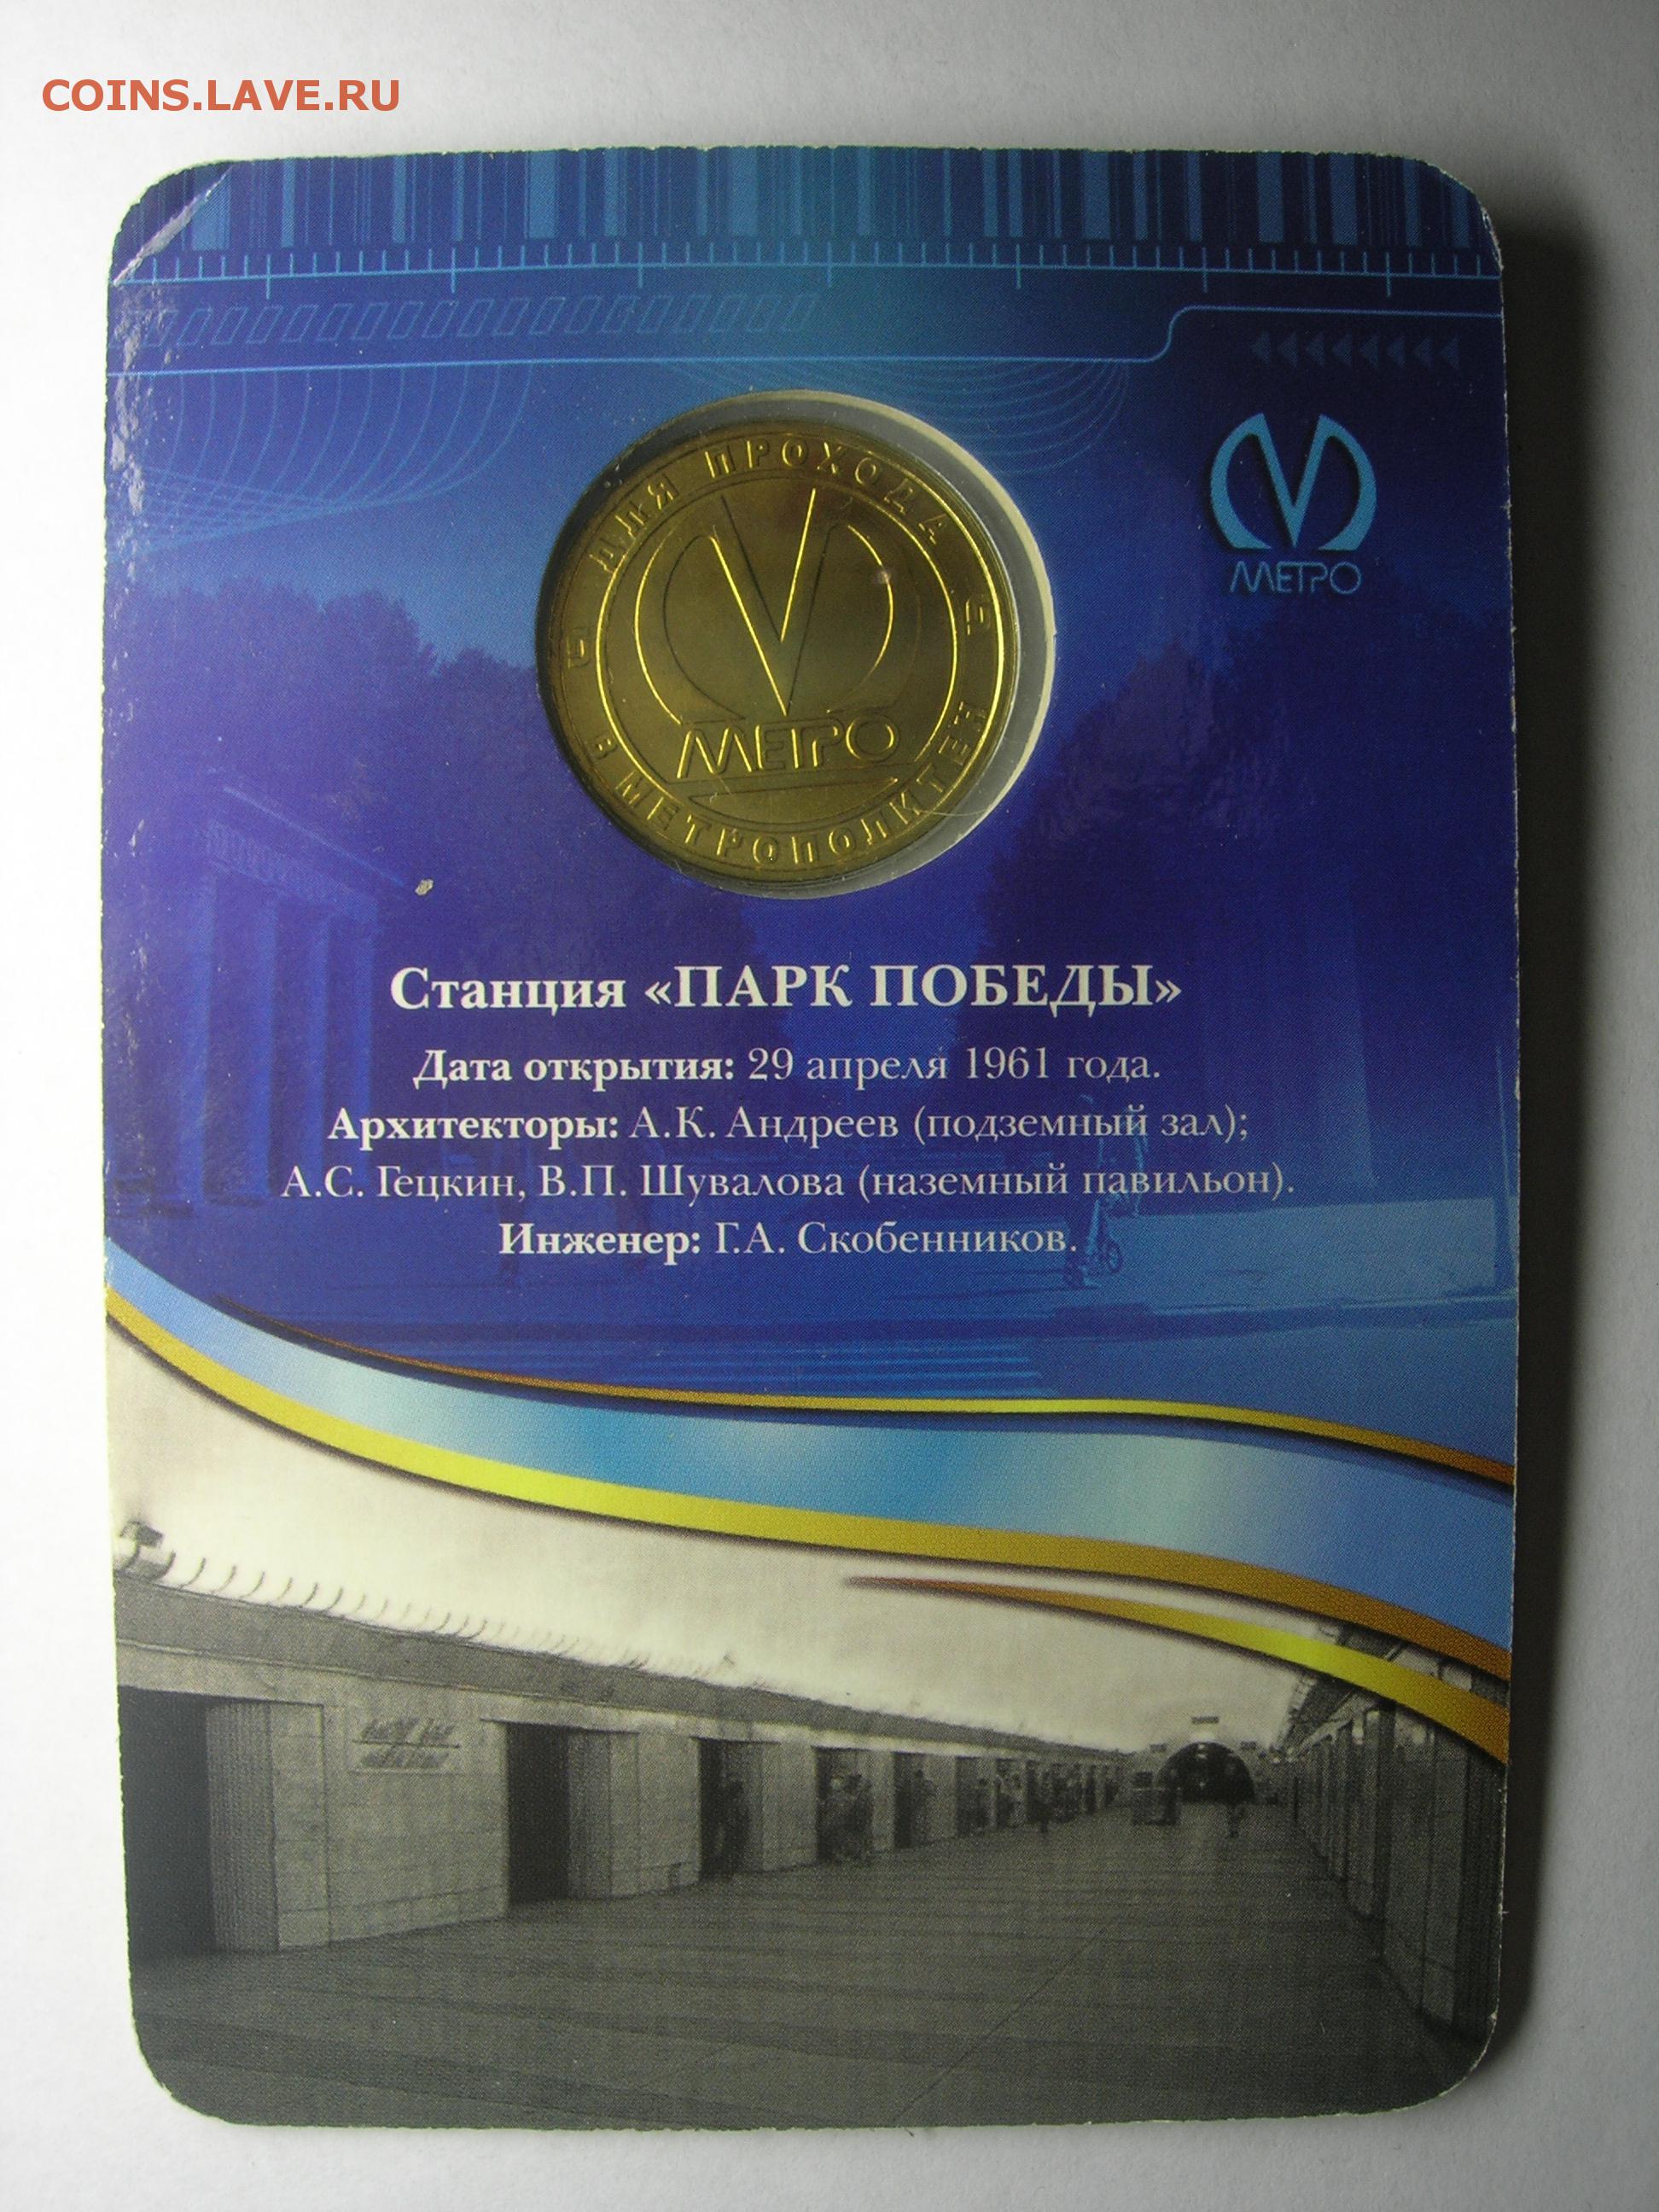 COINS.LAVE.RU
ДЛЯ ПРОХОДА
МЕТРО
В МЕТРОПОЛИТЕН
МЕТРО
Станция «ПАРК ПОБЕДЫ»
Дата открытия: 29 апреля 1961 года.
Архитекторы: А.К. Андреев (подземный зал);
А.С. Гецкин, В.П. Шувалова (наземный павильон).
Инженер: Г.А. Скобенников.